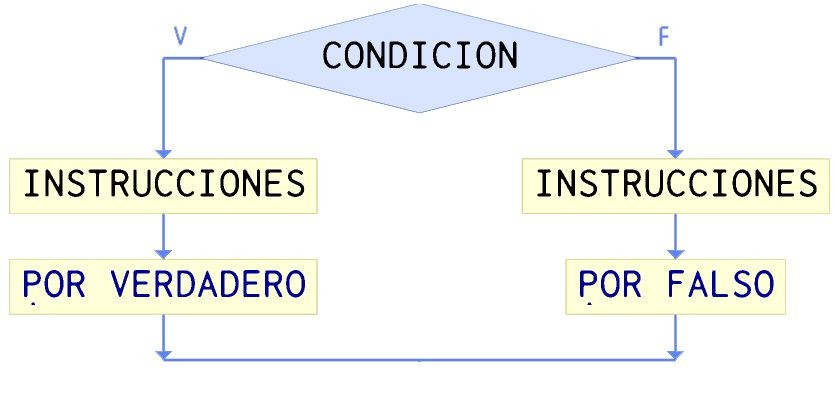 V
F
CONDICION
INSTRUCCIONES
INSTRUCCIONES
POR VERDADERO
POR FALSO